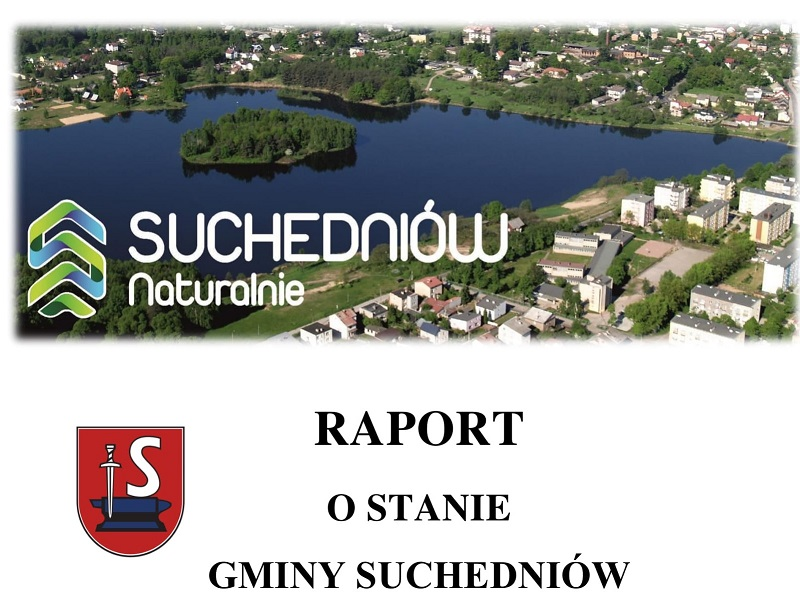 SUCHEDNIÓW
Naturalnie
RAPORT
S
O STANIE
GMINY SUCHEDNIÓW